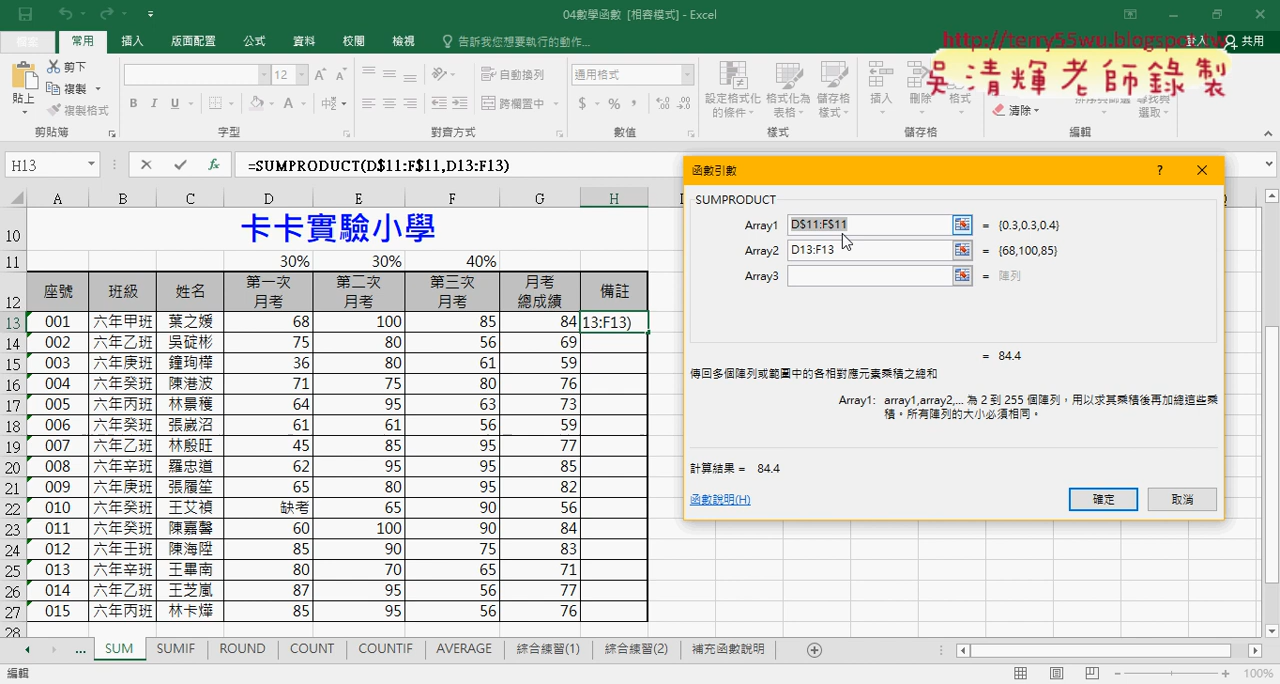 04數學函數 [相容模式] - Excel
http://terry55wu.blogspot.tw
吳清輝老師錄製
檔案 常用 插入 版面配置 公式 資料 校閱 檢視 告訴我您想要執行的動作... 登入 共用
貼上 剪下 複製 複製格式
12 自動換列 跨欄置中 通用格式
設定格式化的條件 格式化為表格 儲存格樣式 插入 刪除 格式 清除 排序與篩選 尋找與選取
剪貼簿 字型 對齊方式 數值 樣式 儲存格 編輯
H13 =SUMPRODUCT(D$11:F$11,D13:F13)
A B C D E F G H
10 卡卡實驗小學
11 30% 30% 40%
12 座號 班級 姓名 第一次月考 第二次月考 第三次月考 月考總成績 備註
13 001 六年甲班 葉之媛 68 100 85 84 13:F13)
14 002 六年乙班 吳碇彬 75 80 56 69
15 003 六年庚班 鐘珣樺 36 80 61 59
16 004 六年癸班 陳港波 71 75 80 76
17 005 六年丙班 林景穫 64 95 63 73
18 006 六年癸班 張嵗沼 61 61 56 59
19 007 六年乙班 林殷旺 45 85 95 77
20 008 六年辛班 羅忠道 62 95 95 85
21 009 六年庚班 張履笙 65 80 95 82
22 010 六年癸班 王艾禎 缺考 65 90 56
23 011 六年癸班 陳嘉馨 60 100 90 84
24 012 六年壬班 陳海陞 85 90 75 83
25 013 六年辛班 王畢南 80 70 65 71
26 014 六年乙班 王芝嵐 87 95 56 77
27 015 六年丙班 林卡燁 85 95 56 76
28
函數引數 ?
SUMPRODUCT
Array1 D$11:F$11 = {0.3,0.3,0.4}
Array2 D13:F13 = {68,100,85}
Array3 = 陣列
= 84.4
傳回多個陣列或範圍中的各相對應元素乘積之總和
Array1: array1,array2,... 為 2 到 255 個陣列，用以求其乘積後再加總這些乘
積。所有陣列的大小必須相同。
計算結果 = 84.4
函數說明(H) 確定 取消
... SUM SUMIF ROUND COUNT COUNTIF AVERAGE 綜合練習(1) 綜合練習(2) 補充函數說明
編輯 100%